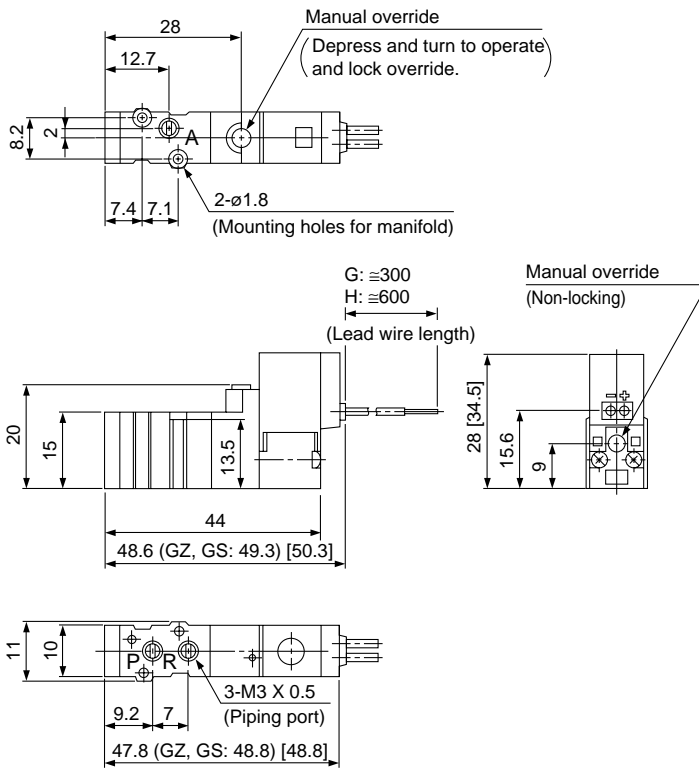 28
Manual override
12.7
(Depress and turn to operate
and lock override.)
8.2
2
A
7.4
7.1
2-ø1.8
(Mounting holes for manifold)
G: ≅300
H: ≅600
(Lead wire length)
Manual override
(Non-locking)
20
15
13.5
44
48.6 (GZ, GS: 49.3) [50.3]
28 [34.5]
15.6
9
− +
11
10
P
R
9.2
7
3-M3 X 0.5
(Piping port)
47.8 (GZ, GS: 48.8) [48.8]